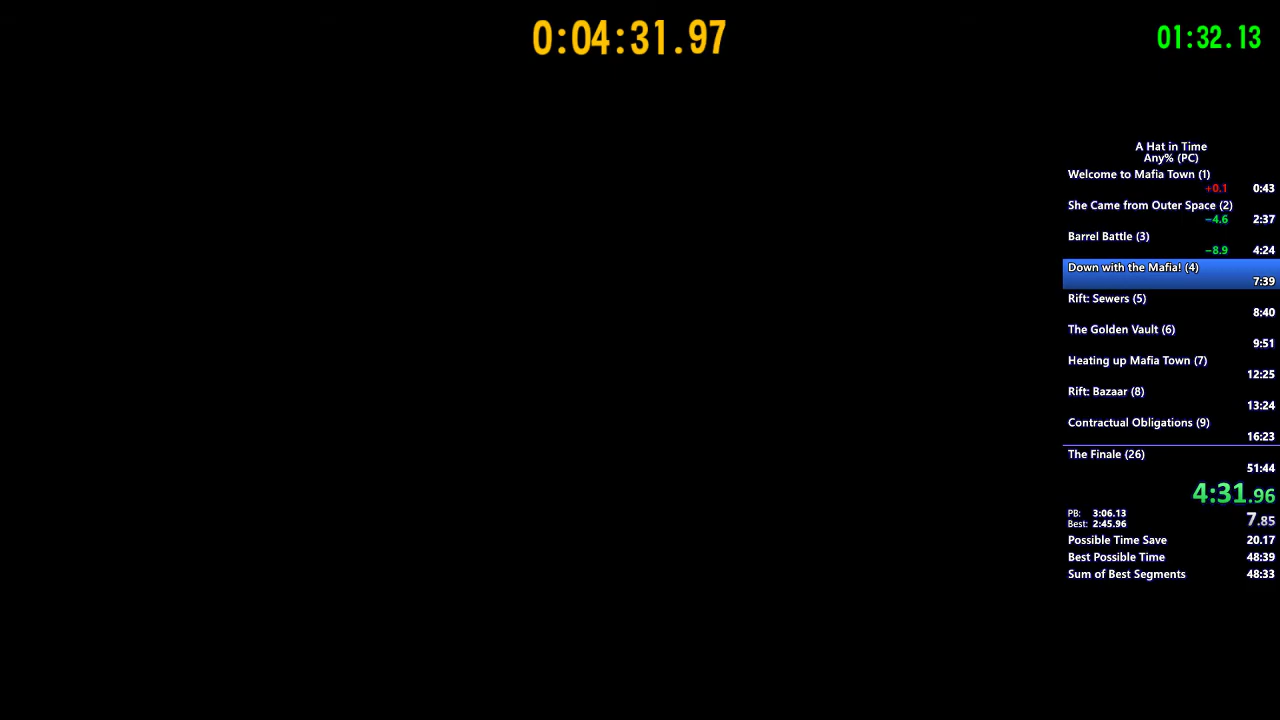 0:04:31.97
01:32.13
A Hat in Time
Any% (PC)
Welcome to Mafia Town (1)
+0.1 0:43
She Came from Outer Space (2)
−4.6 2:37
Barrel Battle (3)
−8.9 4:24
Down with the Mafia! (4)
7:39
Rift: Sewers (5)
8:40
The Golden Vault (6)
9:51
Heating up Mafia Town (7)
12:25
Rift: Bazaar (8)
13:24
Contractual Obligations (9)
16:23
The Finale (26)
51:44
4:31.96
PB: 3:06.13
Best: 2:45.96
7.85
Possible Time Save 20.17
Best Possible Time 48:39
Sum of Best Segments 48:33